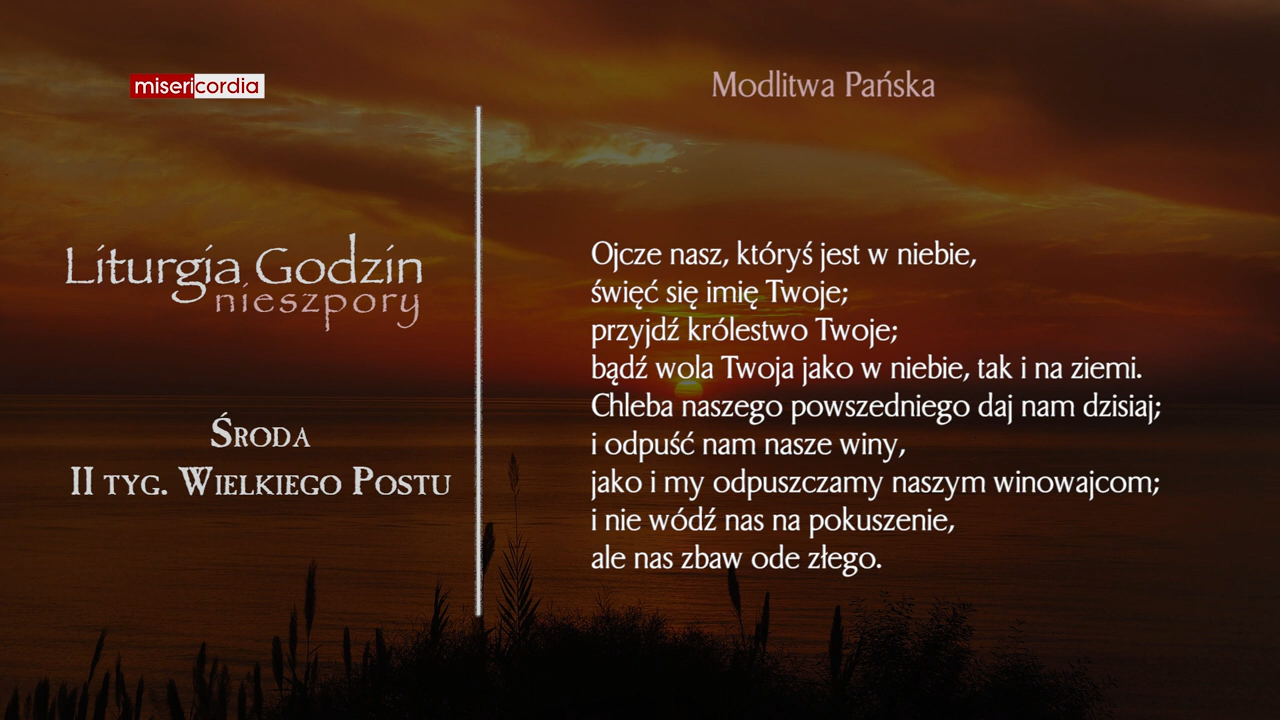 misericordia
Liturgia Godzin
nieszpory
Środa
II tyg. Wielkiego Postu
Modlitwa Pańska
Ojcze nasz, któryś jest w niebie,
święć się imię Twoje;
przyjdź królestwo Twoje;
bądź wola Twoja jako w niebie, tak i na ziemi.
Chleba naszego powszedniego daj nam dzisiaj;
i odpuść nam nasze winy,
jako i my odpuszczamy naszym winowajcom;
i nie wódź nas na pokuszenie,
ale nas zbaw ode złego.